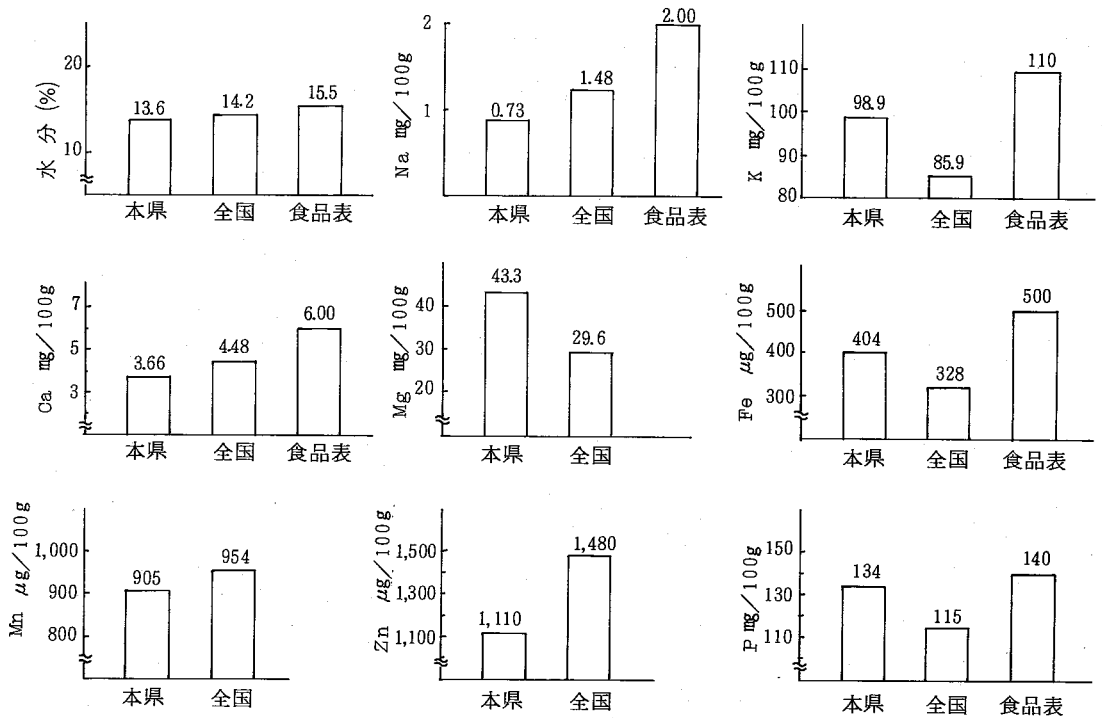 水分(%)
20
10
13.6
14.2
15.5
本県
全国
食品表
Na mg/100g
2
1
0.73
1.48
2.00
本県
全国
食品表
K mg/100g
110
100
90
80
98.9
85.9
110
本県
全国
食品表
Ca mg/100g
7
5
3
3.66
4.48
6.00
本県
全国
食品表
Mg mg/100g
40
30
20
43.3
29.6
本県
全国
Fe μg/100g
500
400
300
404
328
500
本県
全国
食品表
Mn μg/100g
1,000
900
800
905
954
本県
全国
Zn μg/100g
1,500
1,300
1,100
1,110
1,480
本県
全国
P mg/100g
150
130
110
134
115
140
本県
全国
食品表